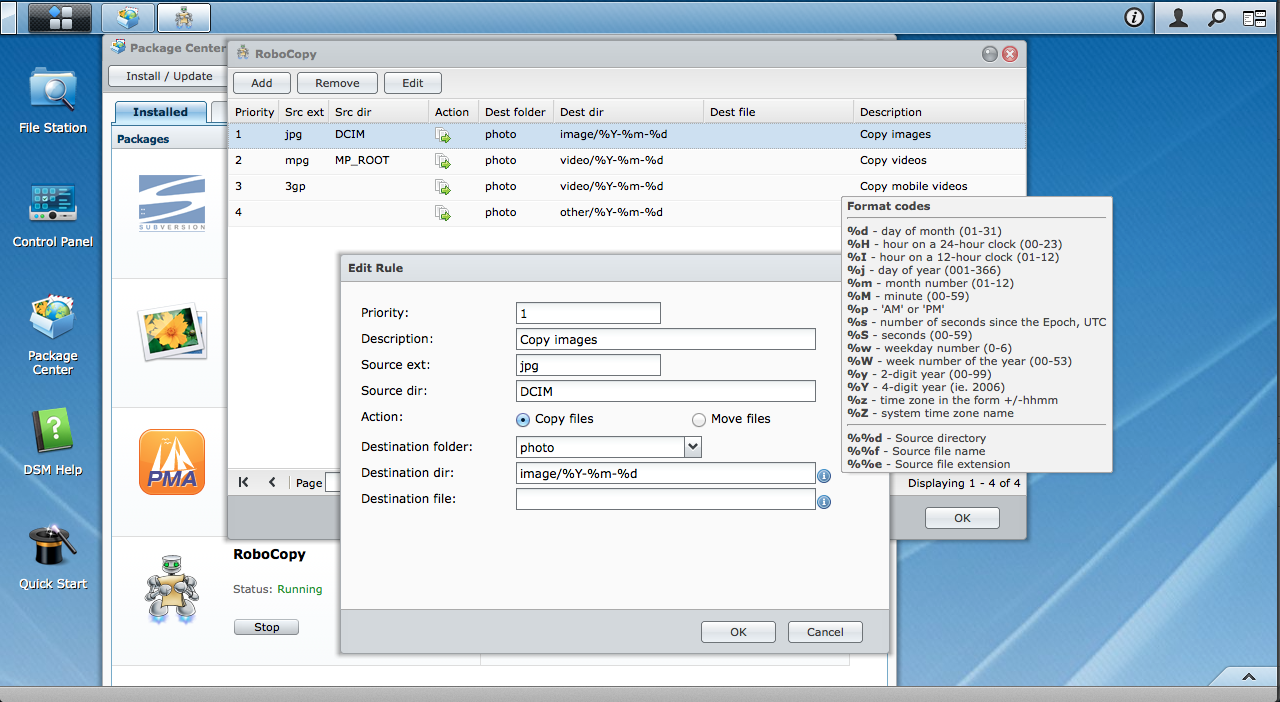 Package Center
RoboCopy
Install / Update
Add
Remove
Edit
Installed
Packages
Priority Src ext Src dir Action Dest folder Dest dir Dest file Description
1 jpg DCIM photo image/%Y-%m-%d Copy images
2 mpg MP_ROOT photo video/%Y-%m-%d Copy videos
3 3gp photo video/%Y-%m-%d Copy mobile videos
4 photo other/%Y-%m-%d
File Station
Control Panel
Package
Center
DSM Help
Quick Start
SUBVERSION
PMA
Format codes
%d - day of month (01-31)
%H - hour on a 24-hour clock (00-23)
%I - hour on a 12-hour clock (01-12)
%j - day of year (001-366)
%m - month number (01-12)
%M - minute (00-59)
%p - 'AM' or 'PM'
%s - number of seconds since the Epoch, UTC
%S - seconds (00-59)
%w - weekday number (0-6)
%W - week number of the year (00-53)
%y - 2-digit year (00-99)
%Y - 4-digit year (ie. 2006)
%z - time zone in the form +/-hhmm
%Z - system time zone name
%%d - Source directory
%%f - Source file name
%%e - Source file extension
Edit Rule
Priority: 1
Description: Copy images
Source ext: jpg
Source dir: DCIM
Action: Copy files Move files
Destination folder: photo
Destination dir: image/%Y-%m-%d
Destination file:
OK
Cancel
Page
Displaying 1 - 4 of 4
OK
RoboCopy
Status: Running
Stop